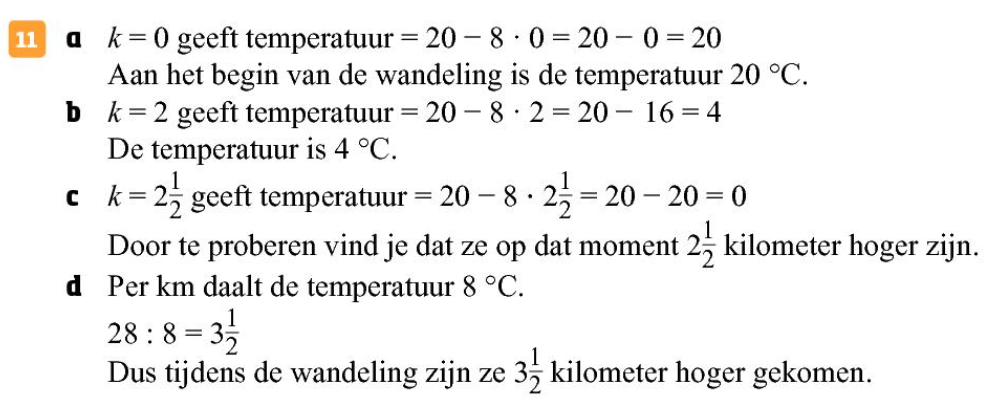 11 a k = 0 geeft temperatuur = 20 − 8 · 0 = 20 − 0 = 20
Aan het begin van de wandeling is de temperatuur 20 °C.
b k = 2 geeft temperatuur = 20 − 8 · 2 = 20 − 16 = 4
De temperatuur is 4 °C.
c k = 2½ geeft temperatuur = 20 − 8 · 2½ = 20 − 20 = 0
Door te proberen vind je dat ze op dat moment 2½ kilometer hoger zijn.
d Per km daalt de temperatuur 8 °C.
28 : 8 = 3½
Dus tijdens de wandeling zijn ze 3½ kilometer hoger gekomen.